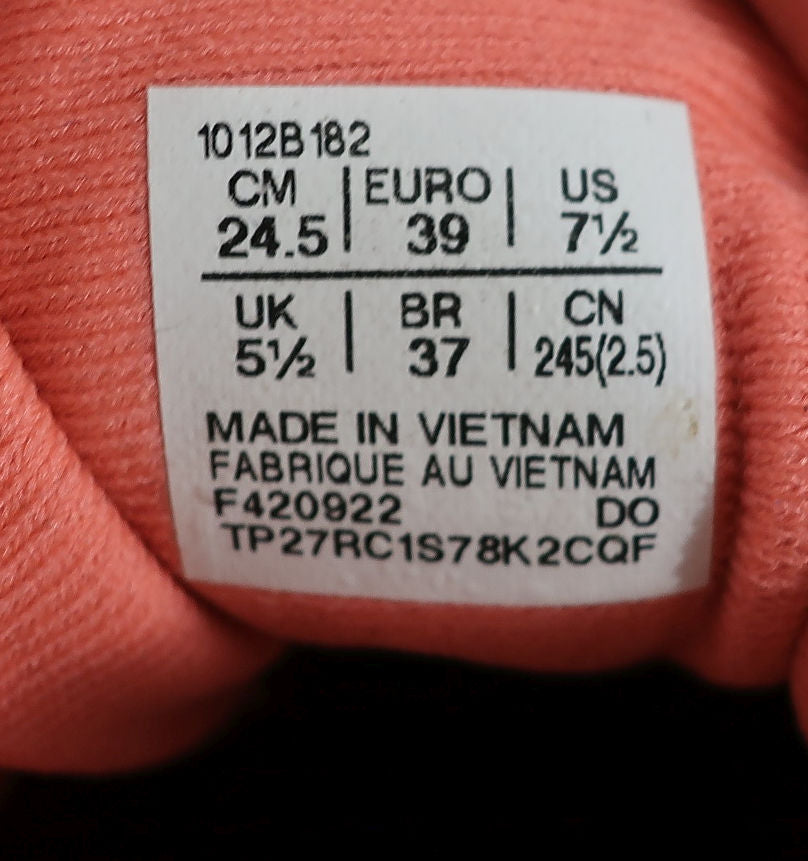 1012B182
CM | EURO | US
24.5 | 39 | 7½
UK | BR | CN
5½ | 37 | 245(2.5)
MADE IN VIETNAM
FABRIQUE AU VIETNAM
F420922 DO
TP27RC1S78K2CQF